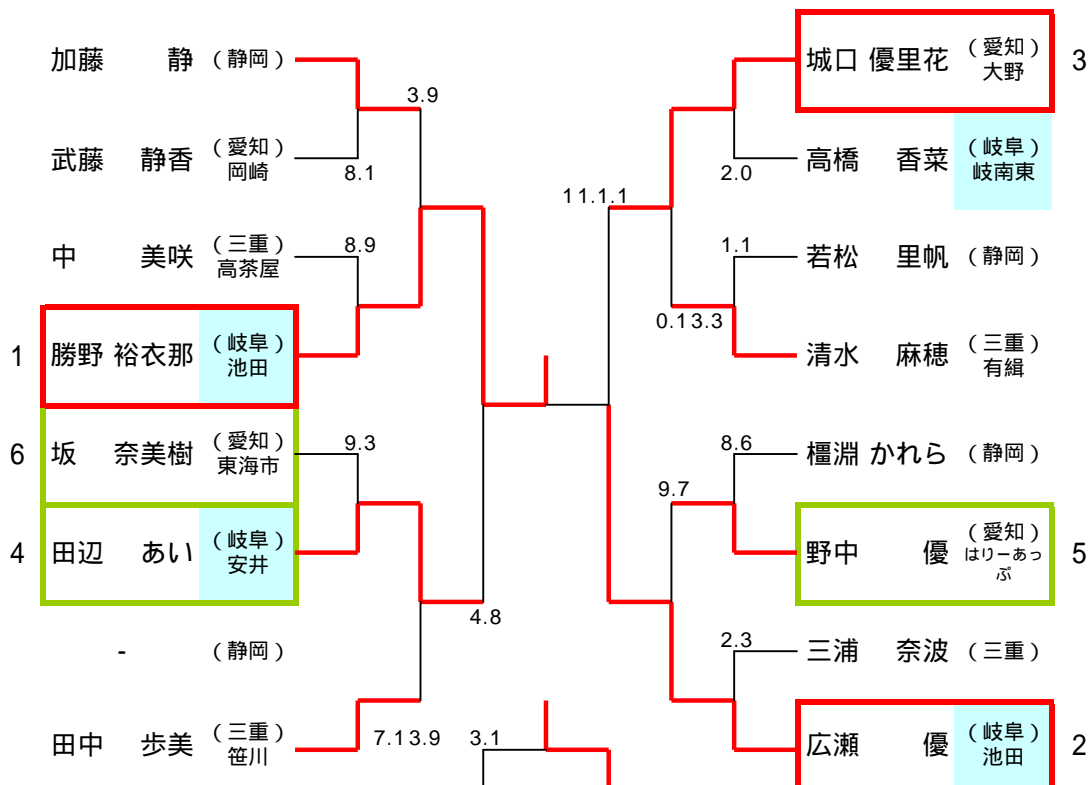 加藤 静 (静岡)
3.9
武藤 静香 (愛知)
岡崎
8.1
中 美咲 (三重)
高茶屋
8.9
1 勝野 裕衣那 (岐阜)
池田
6 坂 奈美樹 (愛知)
東海市
9.3
4 田辺 あい (岐阜)
安井
4.8
- (静岡)
田中 歩美 (三重)
笹川
7.13.9
3.1
城口 優里花 (愛知) 3
大野
高橋 香菜 (岐阜)
岐南東
2.0
11.1.1
1.1
若松 里帆 (静岡)
0.13.3
清水 麻穂 (三重)
有緝
8.6
橿淵 かれら (静岡)
9.7
野中 優 (愛知) 5
はりーあっ
ぷ
2.3
三浦 奈波 (三重)
広瀬 優 (岐阜) 2
池田